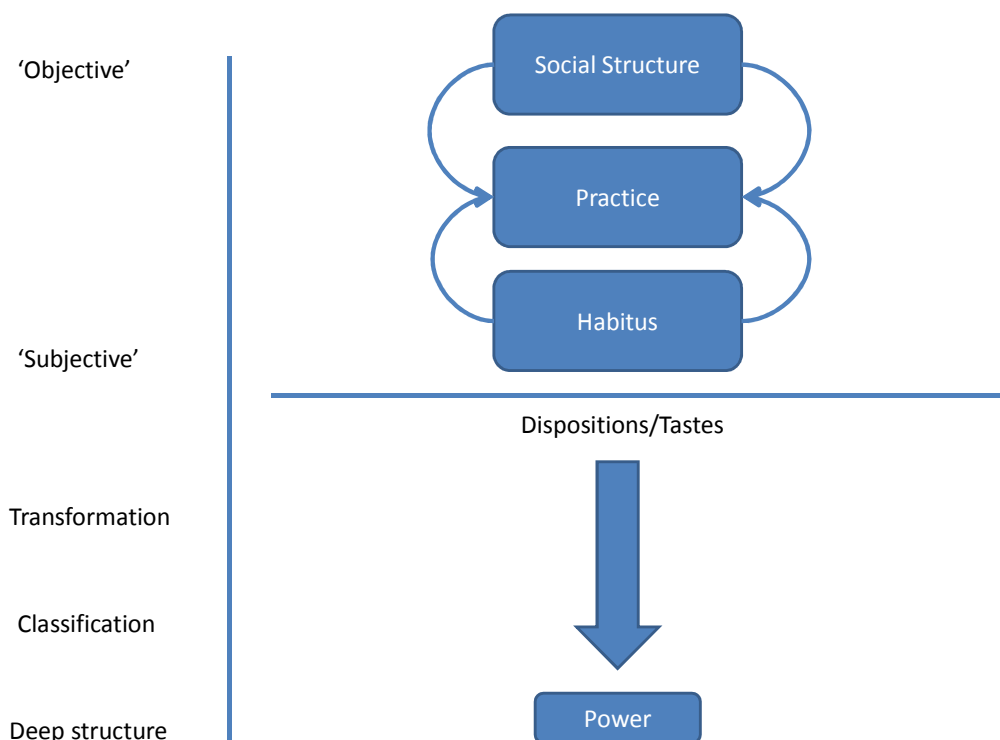 ‘Objective’
Social Structure
Practice
Habitus
‘Subjective’
Dispositions/Tastes
Transformation
Classification
Power
Deep structure